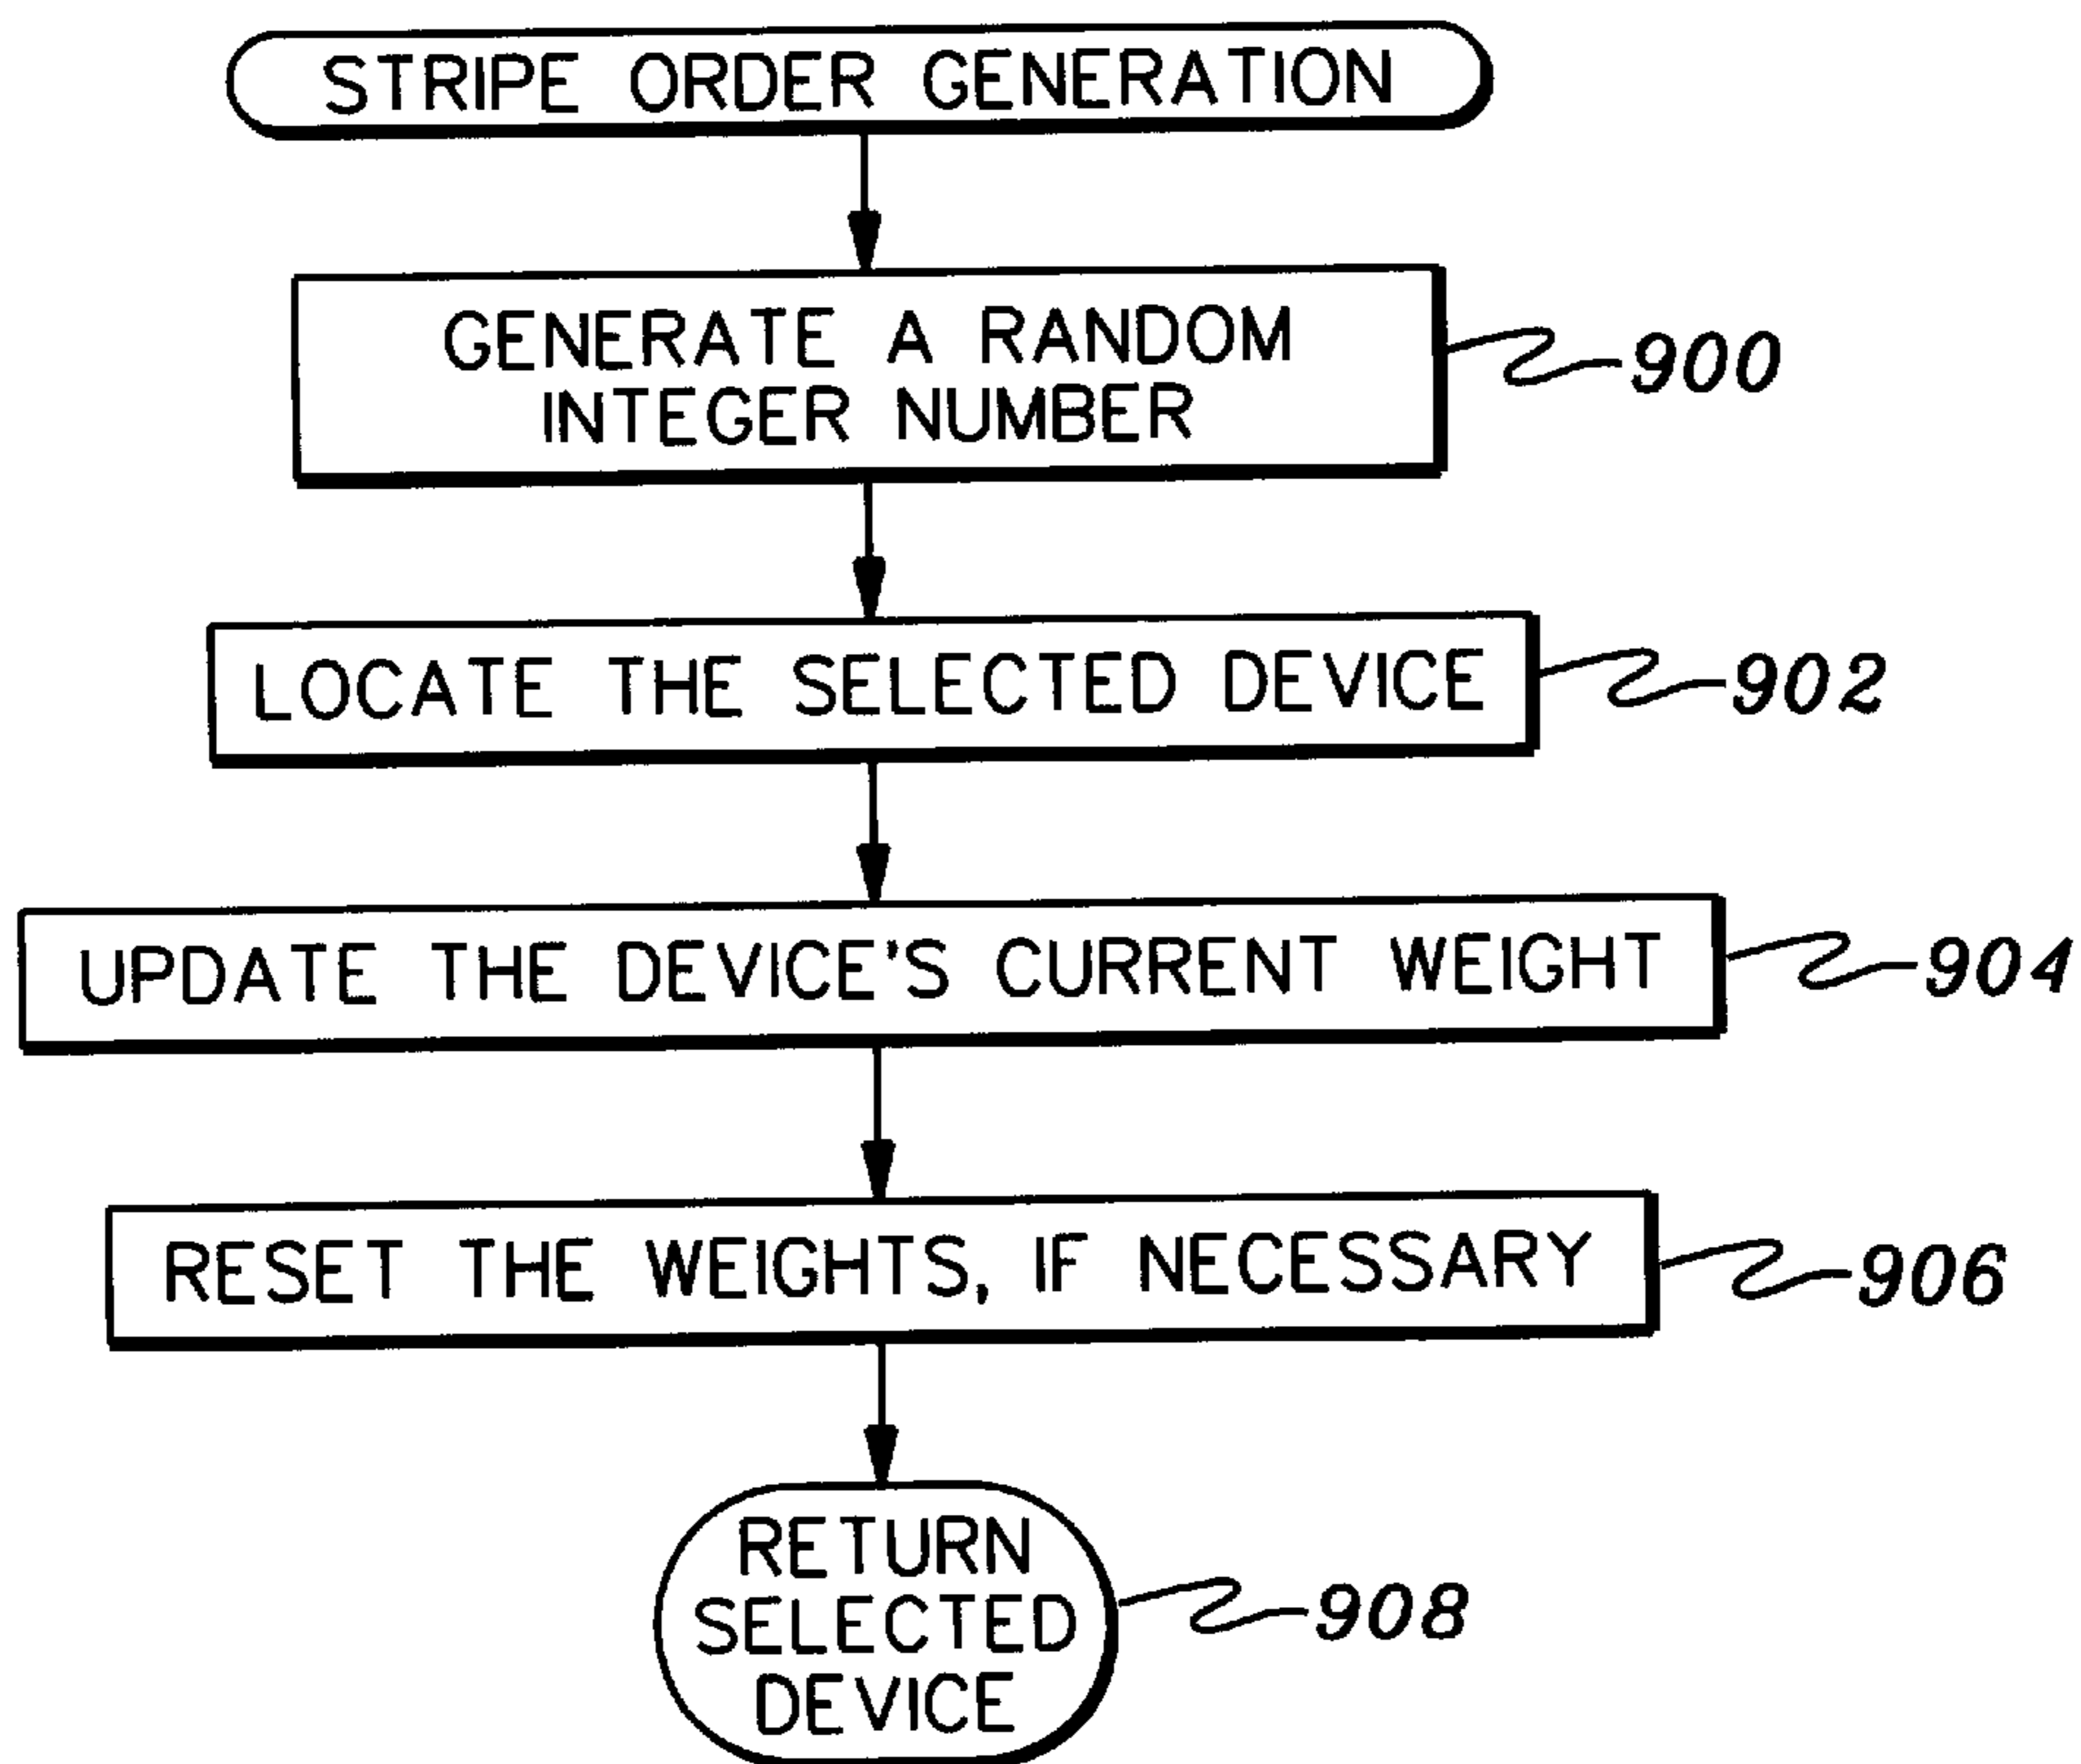 STRIPE ORDER GENERATION
GENERATE A RANDOM
INTEGER NUMBER
900
LOCATE THE SELECTED DEVICE
902
UPDATE THE DEVICE'S CURRENT WEIGHT
904
RESET THE WEIGHTS, IF NECESSARY
906
RETURN
SELECTED
DEVICE
908